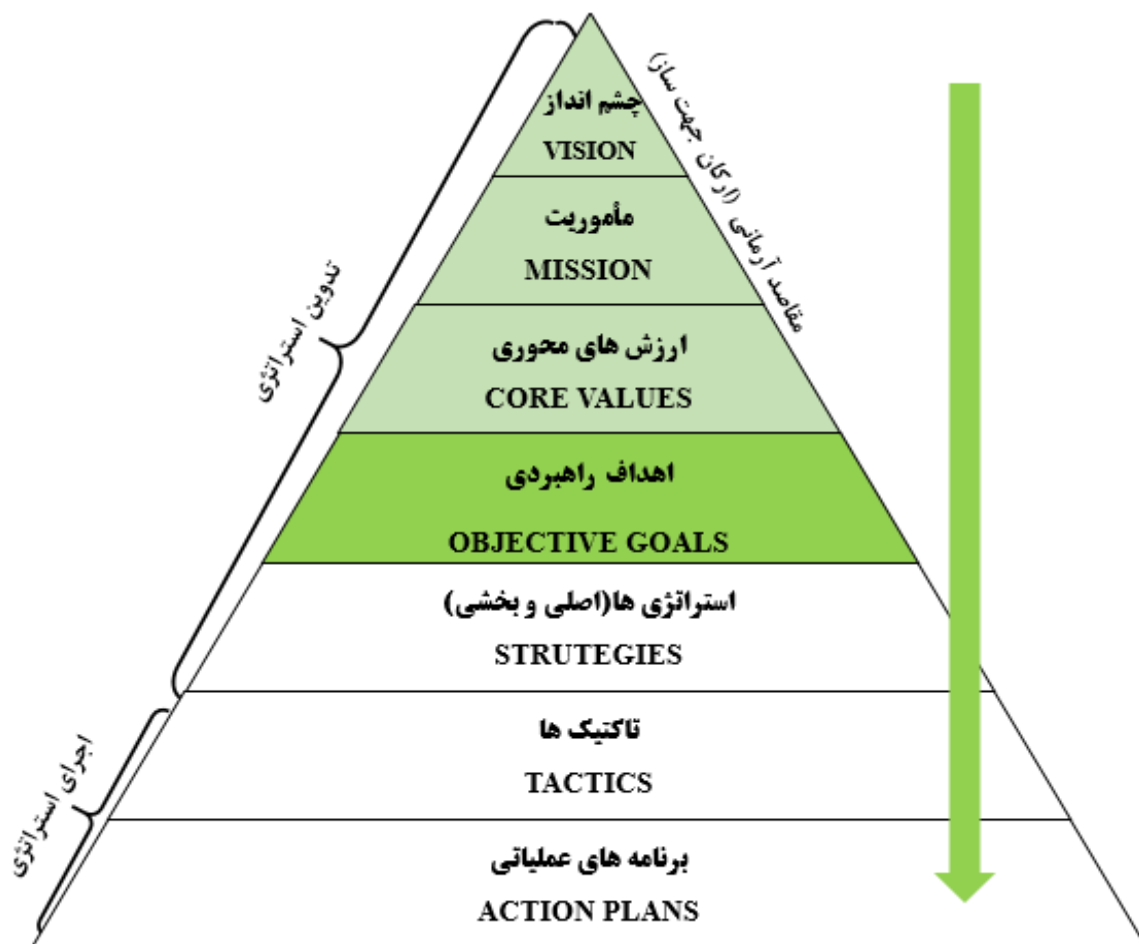 چشم انداز
VISION
مأموریت
MISSION
ارزش های محوری
CORE VALUES
اهداف راهبردی
OBJECTIVE GOALS
استراتژی ها(اصلی و بخشی)
STRUTEGIES
تاکتیک ها
TACTICS
برنامه های عملیاتی
ACTION PLANS
مقاصد آرمانی (ارکان جهت ساز)
تدوین استراتژی
اجرای استراتژی